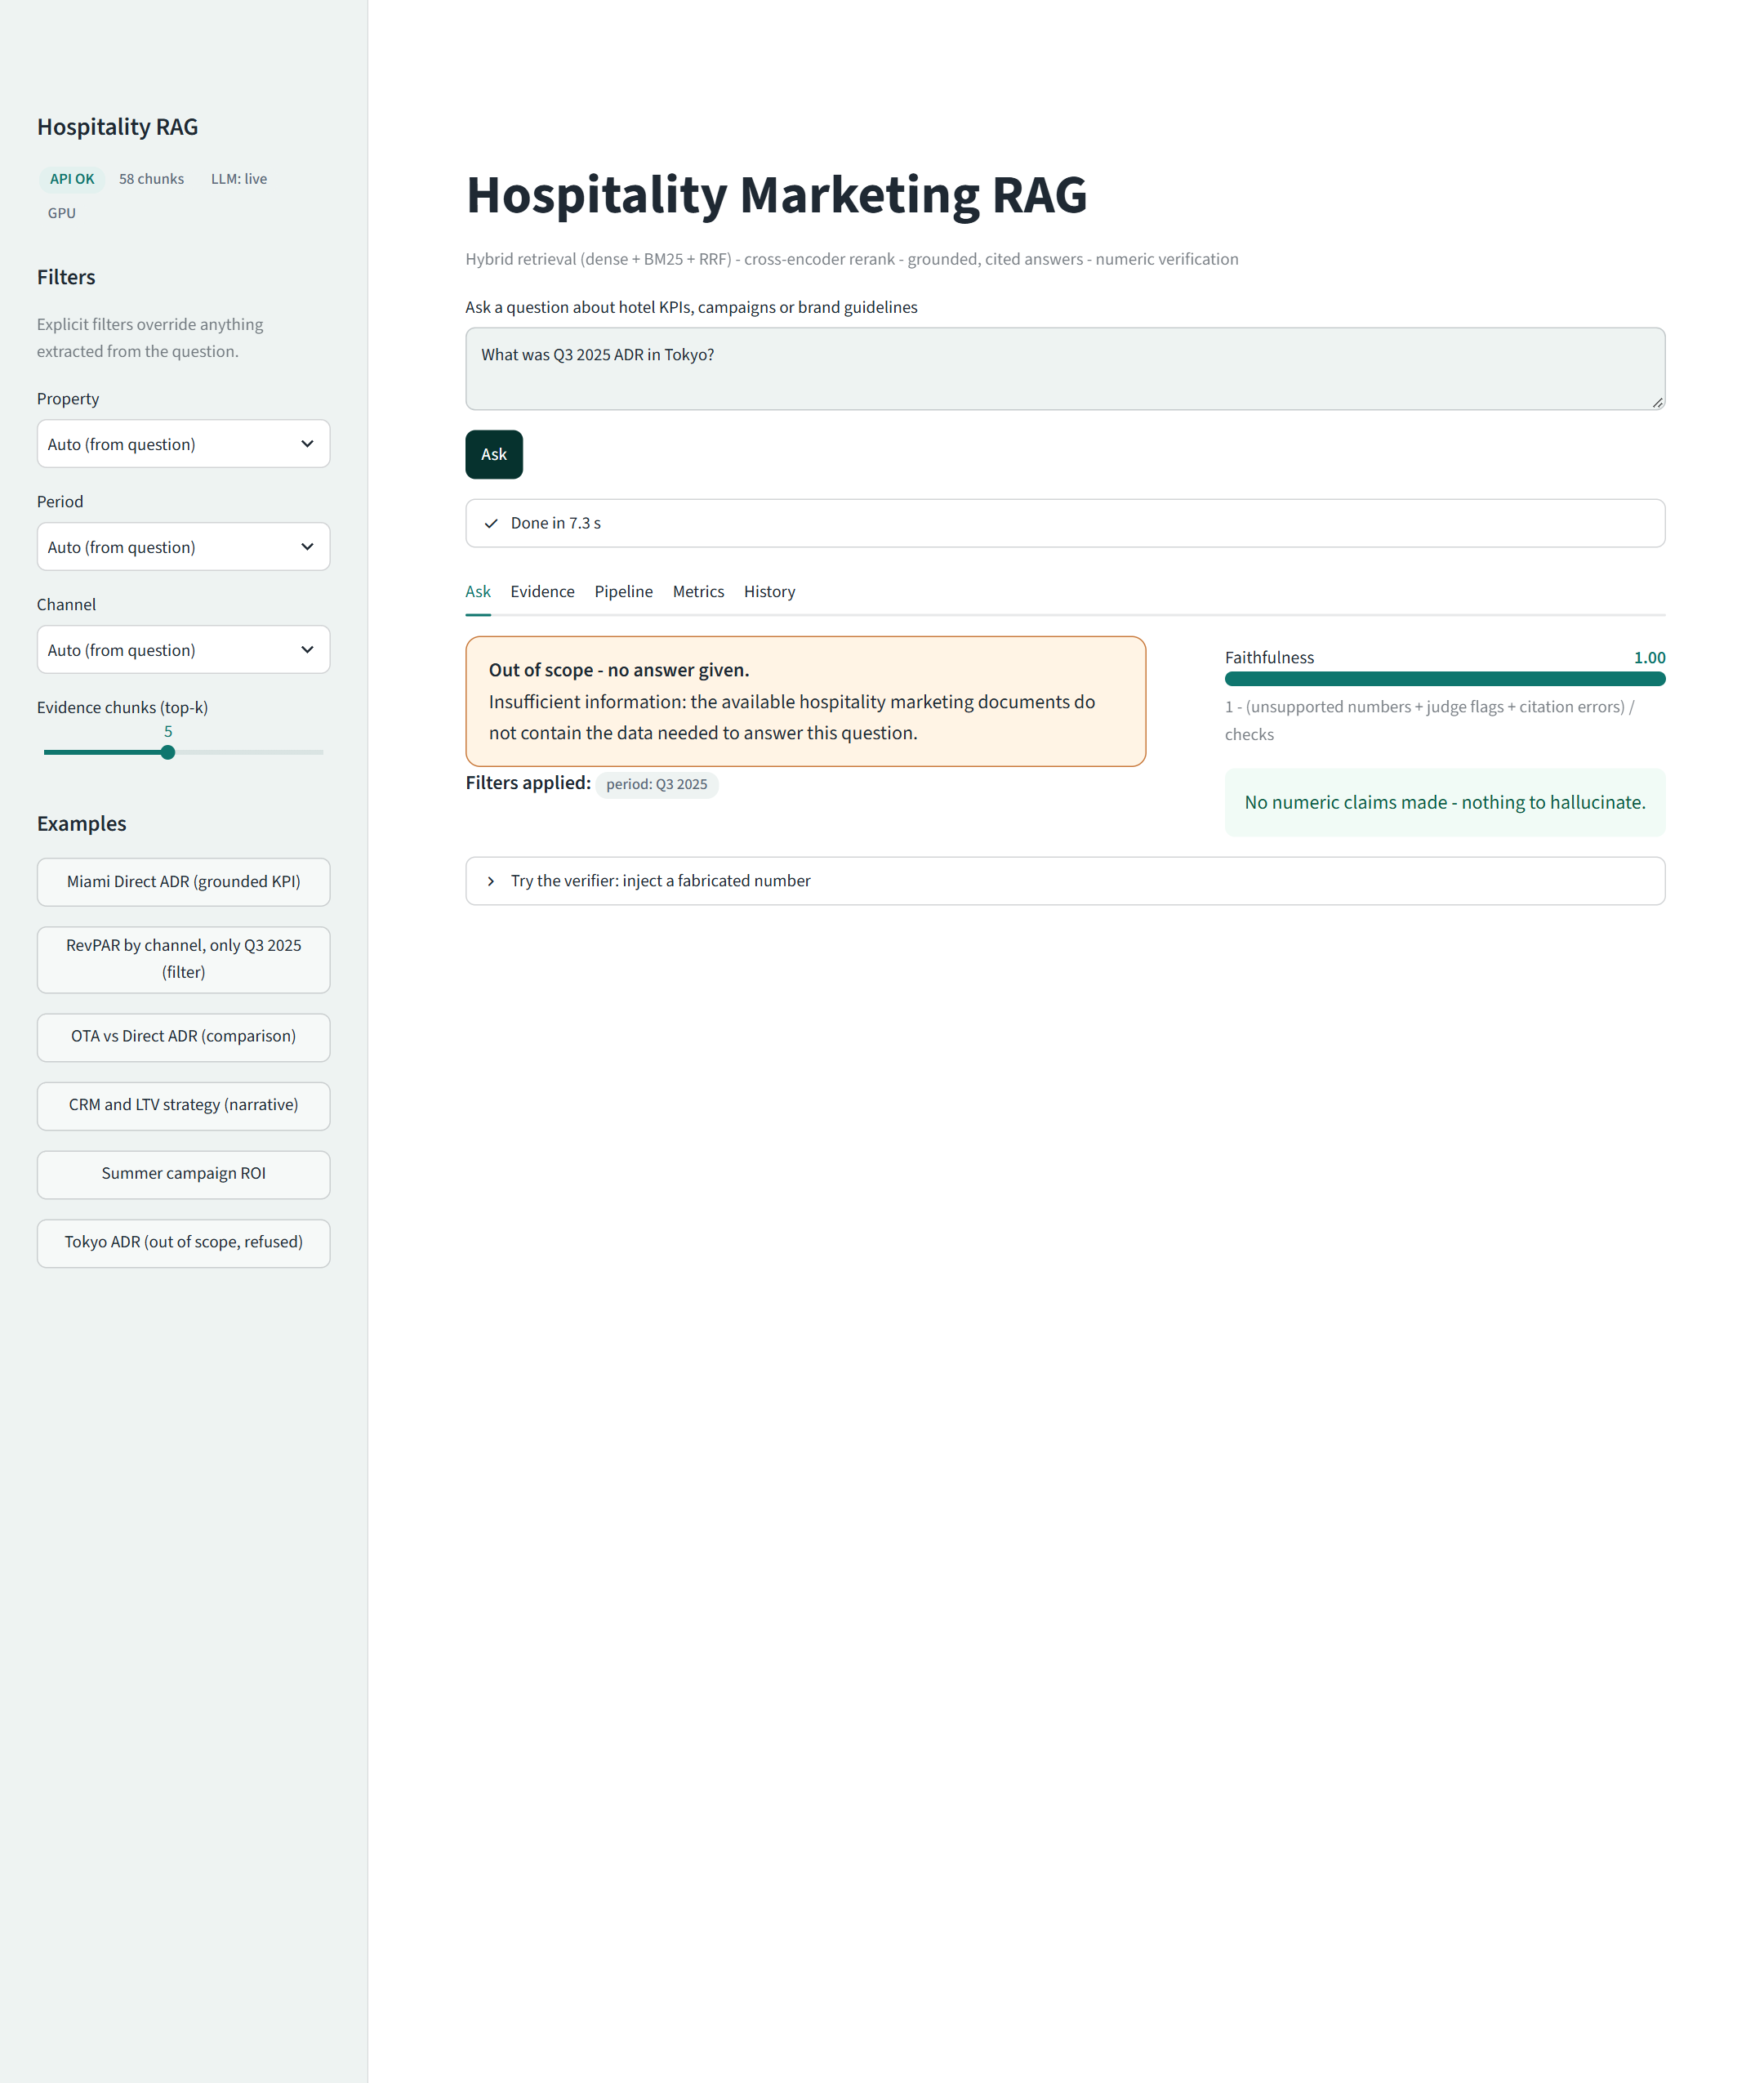 Hospitality RAG
API OK 58 chunks LLM: live
GPU
Filters
Explicit filters override anything
extracted from the question.
Property
Auto (from question)
Period
Auto (from question)
Channel
Auto (from question)
Evidence chunks (top-k)
5
Examples
Miami Direct ADR (grounded KPI)
RevPAR by channel, only Q3 2025
(filter)
OTA vs Direct ADR (comparison)
CRM and LTV strategy (narrative)
Summer campaign ROI
Tokyo ADR (out of scope, refused)
Hospitality Marketing RAG
Hybrid retrieval (dense + BM25 + RRF) - cross-encoder rerank - grounded, cited answers - numeric verification
Ask a question about hotel KPIs, campaigns or brand guidelines
What was Q3 2025 ADR in Tokyo?
Ask
Done in 7.3 s
Ask Evidence Pipeline Metrics History
Out of scope - no answer given.
Insufficient information: the available hospitality marketing documents do
not contain the data needed to answer this question.
Filters applied: period: Q3 2025
Faithfulness 1.00
1 - (unsupported numbers + judge flags + citation errors) /
checks
No numeric claims made - nothing to hallucinate.
Try the verifier: inject a fabricated number